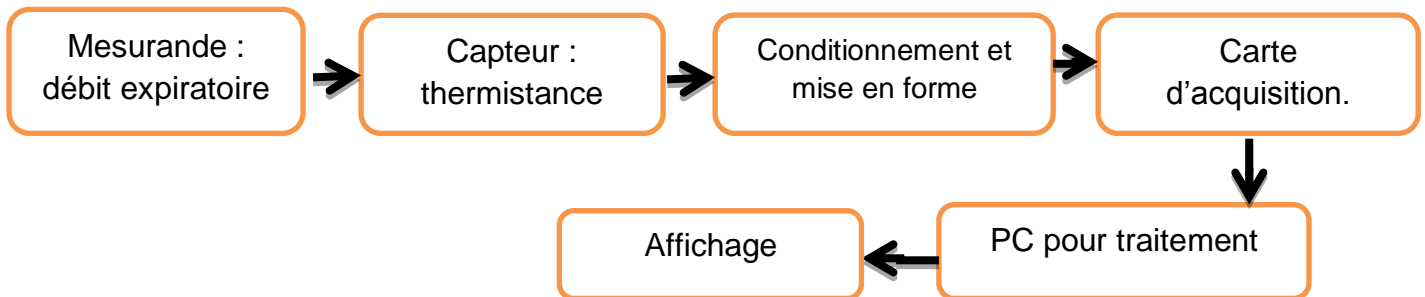 Mesurande :
débit expiratoire
Capteur :
thermistance
Conditionnement et
mise en forme
Carte
d’acquisition.
PC pour traitement
Affichage